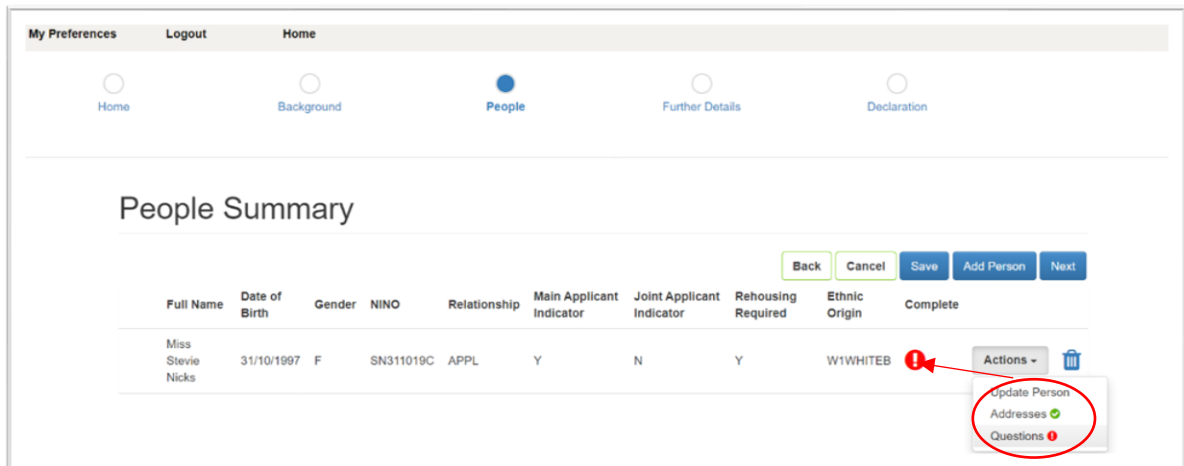 My Preferences Logout Home
Home Background People Further Details Declaration
People Summary
Back Cancel Save Add Person Next
Full Name Date of Birth Gender NINO Relationship Main Applicant Indicator Joint Applicant Indicator Rehousing Required Ethnic Origin Complete
Miss Stevie Nicks 31/10/1997 F SN311019C APPL Y N Y W1WHITEB Actions
Update Person
Addresses
Questions